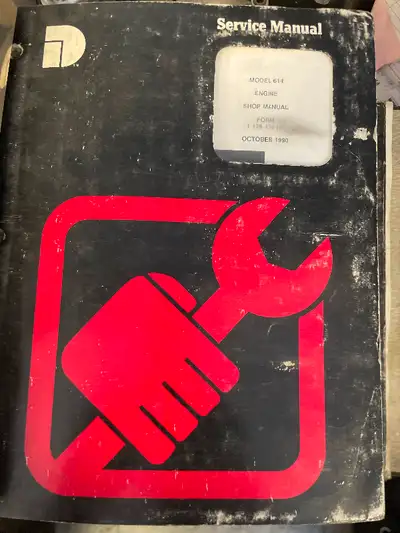 Service Manual
MODEL 614
ENGINE
SHOP MANUAL
FORM
OCTOBER 1990